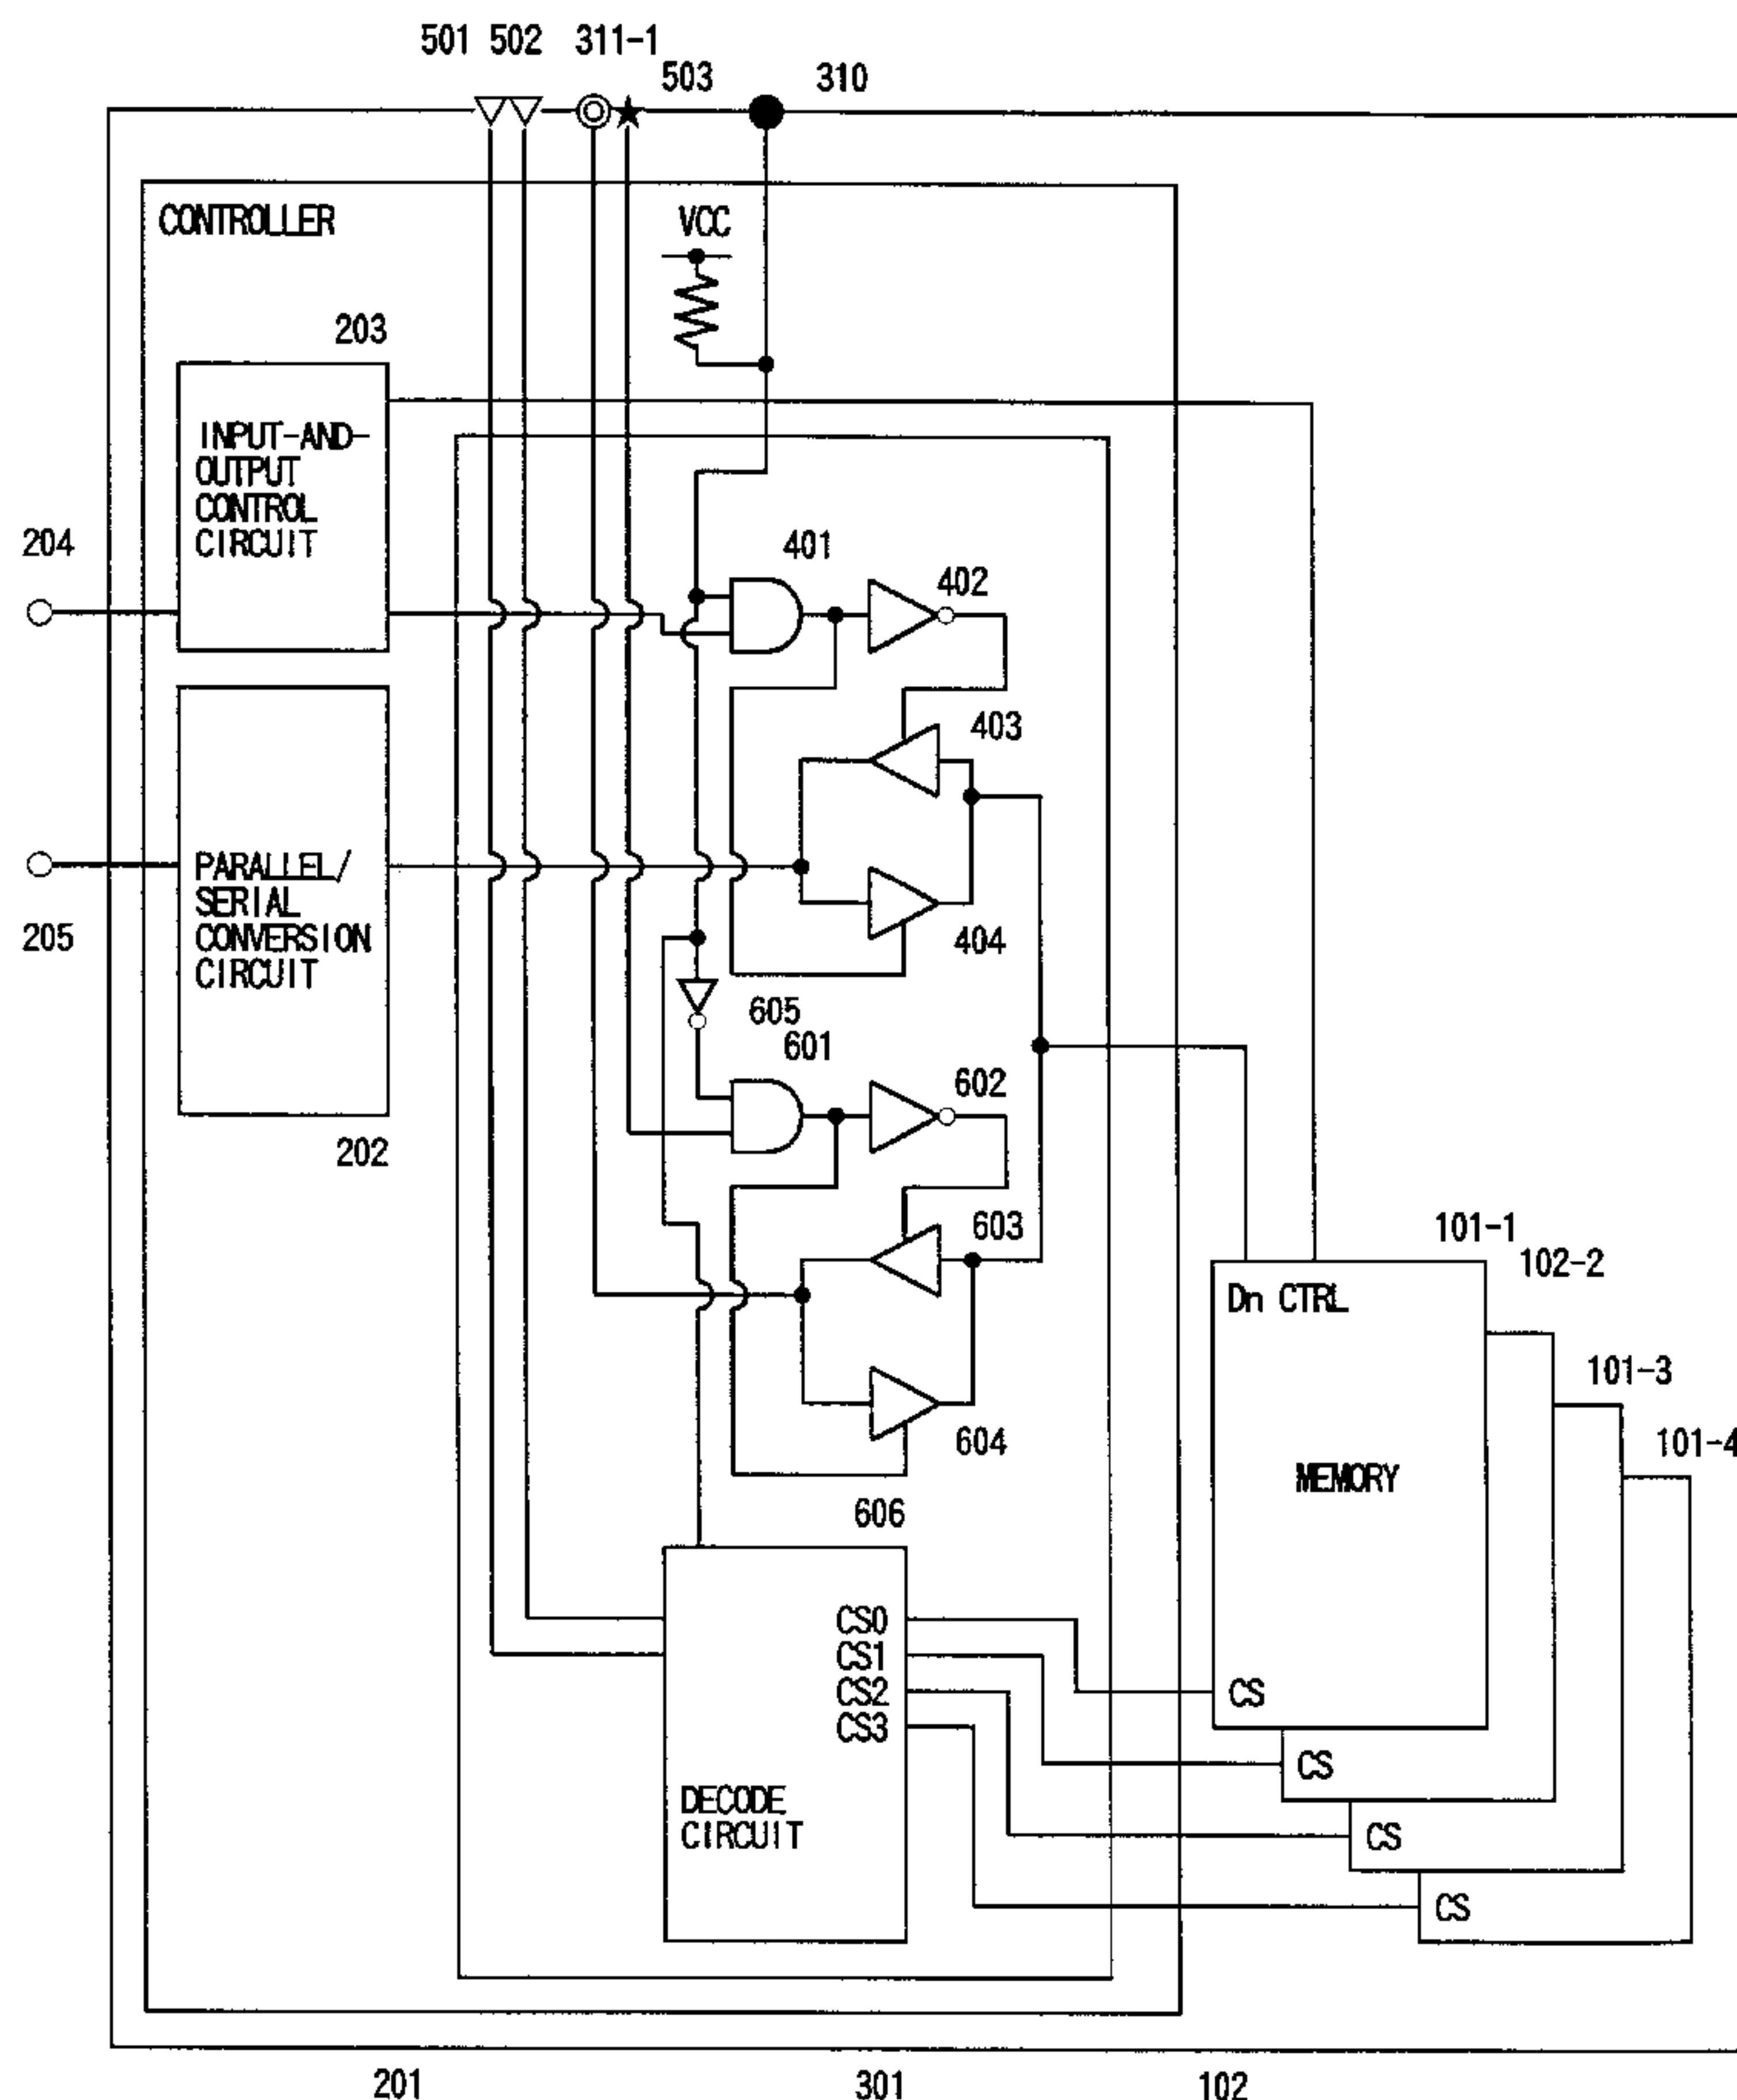 501 502 311-1
503 310
CONTROLLER
VCC
203
INPUT-AND-
OUTPUT
CONTROL
CIRCUIT
204
401
402
403
PARALLEL/
SERIAL
CONVERSION
CIRCUIT
205
404
605
601
602
202
603
101-1
102-2
Dn CTRL
101-3
604
101-4
MEMORY
606
CS0
CS1
CS2
CS3
CS
CS
DECODE
CIRCUIT
CS
CS
201 301 102